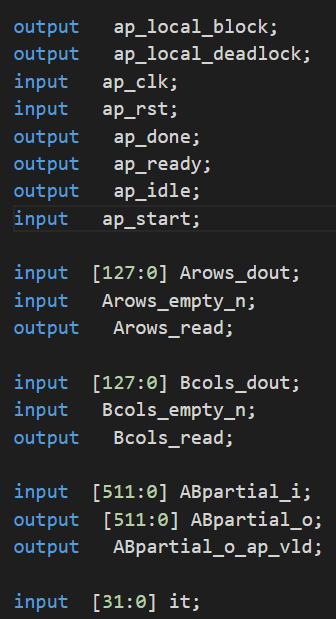 output ap_local_block;
output ap_local_deadlock;
input ap_clk;
input ap_rst;
output ap_done;
output ap_ready;
output ap_idle;
input ap_start;
input [127:0] Arows_dout;
input Arows_empty_n;
output Arows_read;
input [127:0] Bcols_dout;
input Bcols_empty_n;
output Bcols_read;
input [511:0] ABpartial_i;
output [511:0] ABpartial_o;
output ABpartial_o_ap_vld;
input [31:0] it;